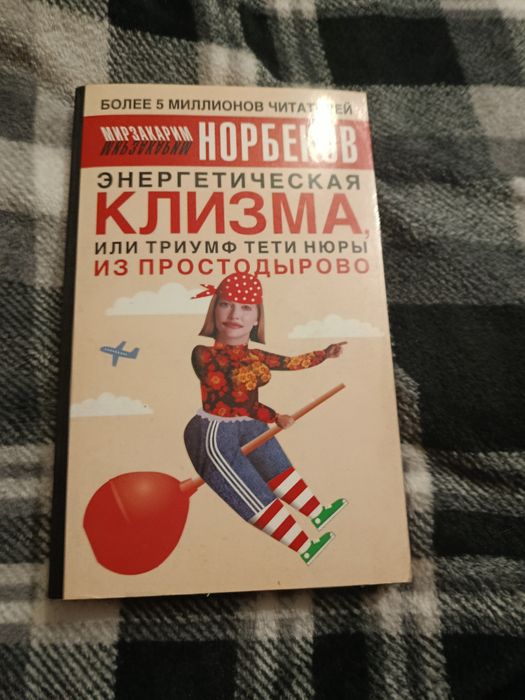 БОЛЕЕ 5 МИЛЛИОНОВ ЧИТАТЕЛЕЙ
МИРЗАКАРИМ НОРБЕКОВ
ЭНЕРГЕТИЧЕСКАЯ
КЛИЗМА,
ИЛИ ТРИУМФ ТЕТИ НЮРЫ
ИЗ ПРОСТОДЫРОВО